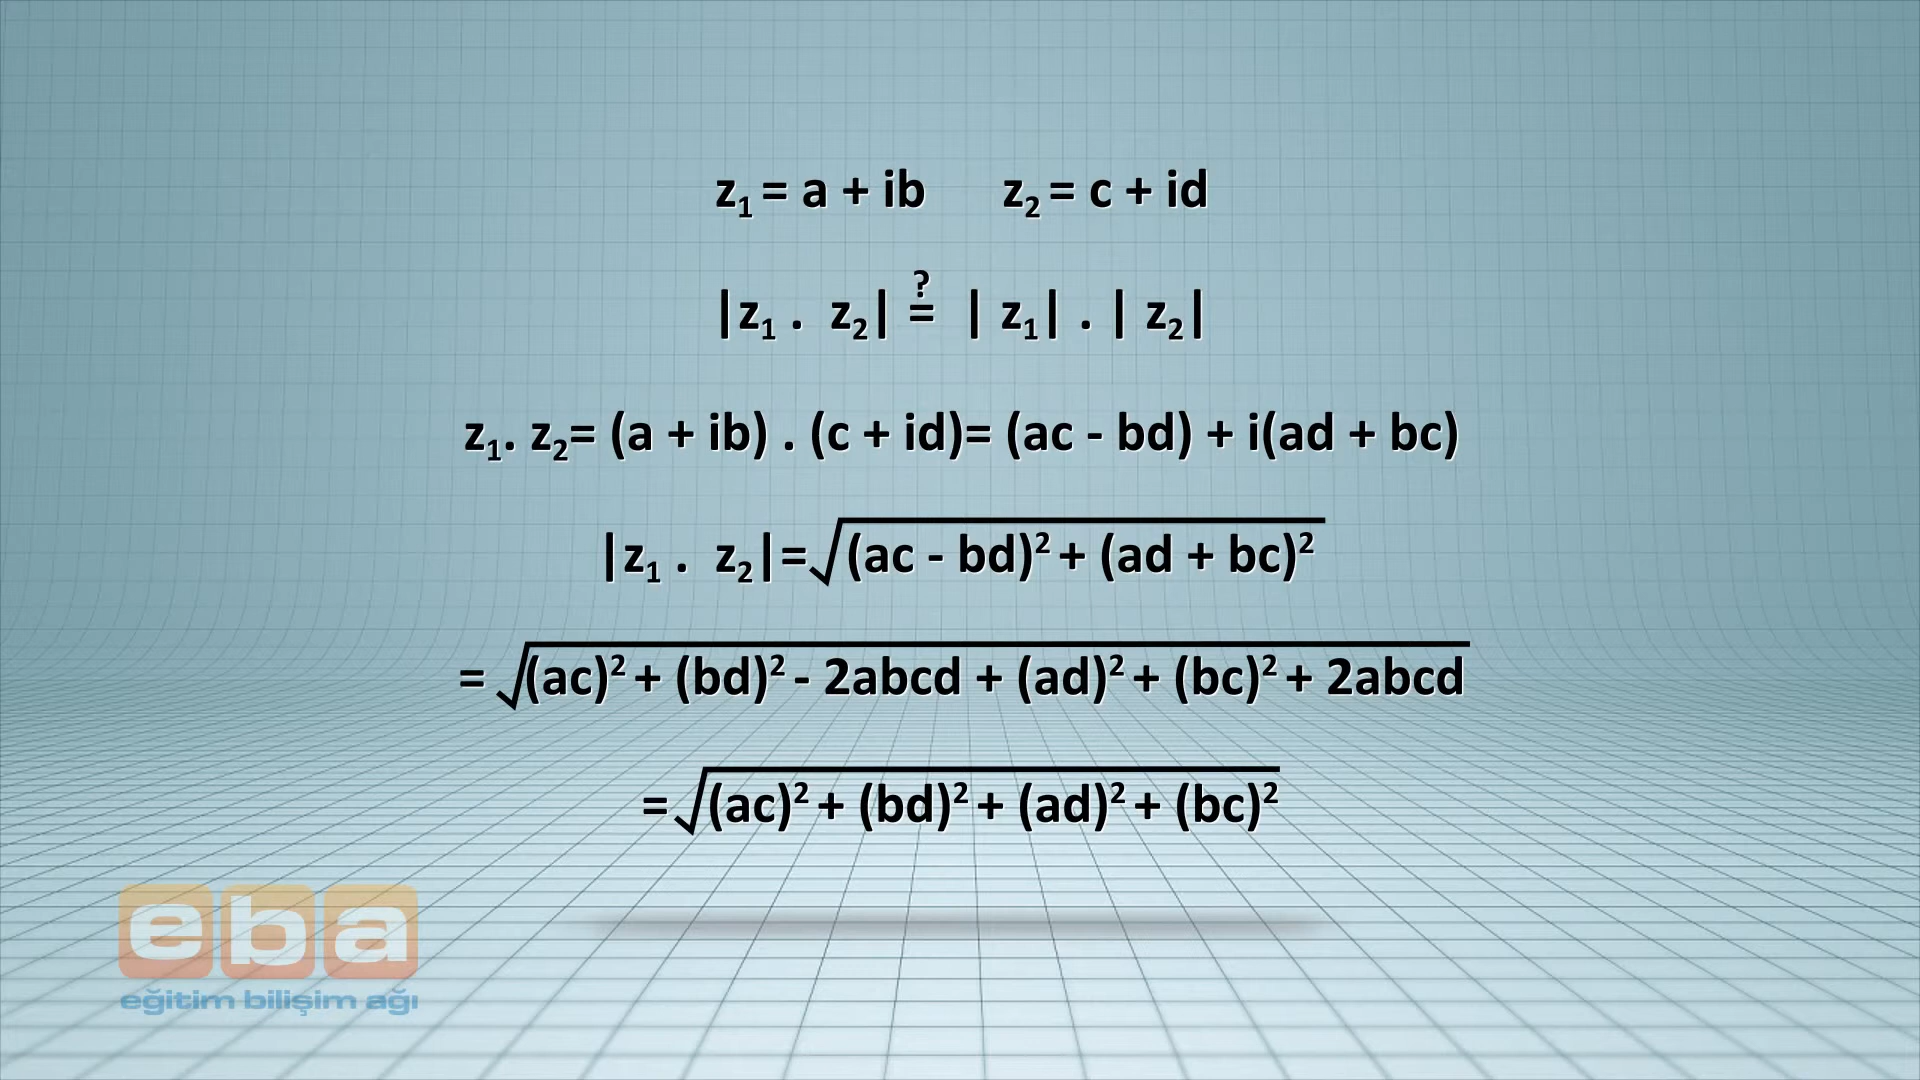 z₁ = a + ib z₂ = c + id
|z₁ . z₂| ≟ | z₁| . | z₂|
z₁. z₂= (a + ib) . (c + id)= (ac - bd) + i(ad + bc)
|z₁ . z₂|=√(ac - bd)² + (ad + bc)²
= √(ac)² + (bd)² - 2abcd + (ad)² + (bc)² + 2abcd
= √(ac)² + (bd)² + (ad)² + (bc)²
eba
eğitim bilişim ağı